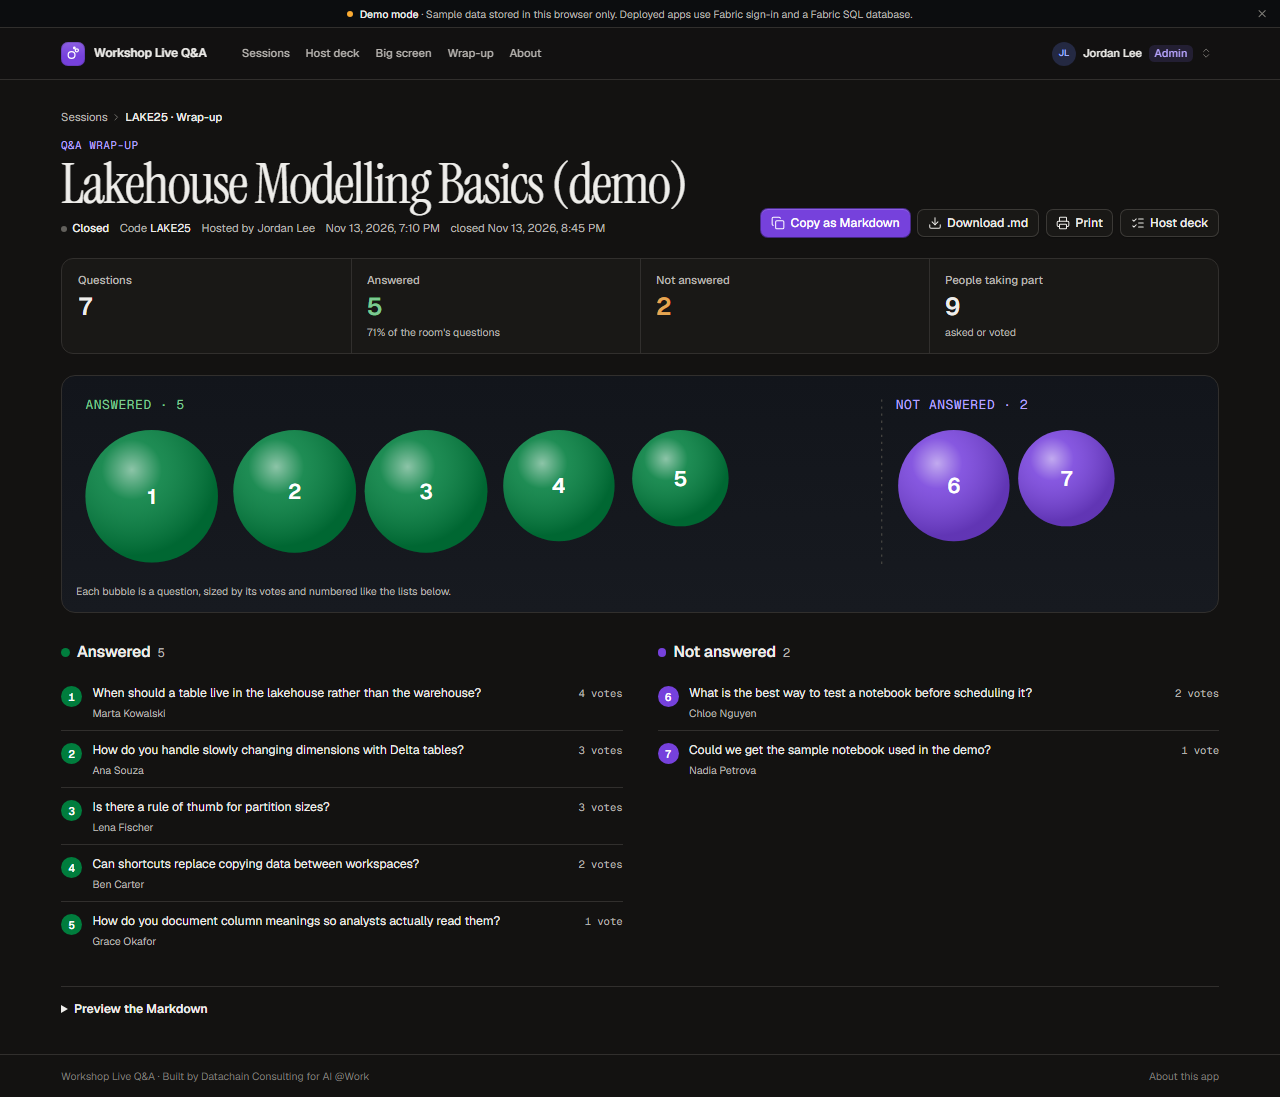 Demo mode · Sample data stored in this browser only. Deployed apps use Fabric sign-in and a Fabric SQL database.
Workshop Live Q&A
Sessions
Host deck
Big screen
Wrap-up
About
JL
Jordan Lee
Admin
Sessions > LAKE25 · Wrap-up
Q&A WRAP-UP
Lakehouse Modelling Basics (demo)
Closed
Code LAKE25
Hosted by Jordan Lee
Nov 13, 2026, 7:10 PM
closed Nov 13, 2026, 8:45 PM
Copy as Markdown
Download .md
Print
Host deck
Questions
7
Answered
5
71% of the room's questions
Not answered
2
People taking part
9
asked or voted
ANSWERED · 5
1
2
3
4
5
NOT ANSWERED · 2
6
7
Each bubble is a question, sized by its votes and numbered like the lists below.
Answered 5
1
When should a table live in the lakehouse rather than the warehouse?
4 votes
Marta Kowalski
2
How do you handle slowly changing dimensions with Delta tables?
3 votes
Ana Souza
3
Is there a rule of thumb for partition sizes?
3 votes
Lena Fischer
4
Can shortcuts replace copying data between workspaces?
2 votes
Ben Carter
5
How do you document column meanings so analysts actually read them?
1 vote
Grace Okafor
Not answered 2
6
What is the best way to test a notebook before scheduling it?
2 votes
Chloe Nguyen
7
Could we get the sample notebook used in the demo?
1 vote
Nadia Petrova
Preview the Markdown
Workshop Live Q&A · Built by Datachain Consulting for AI @Work
About this app